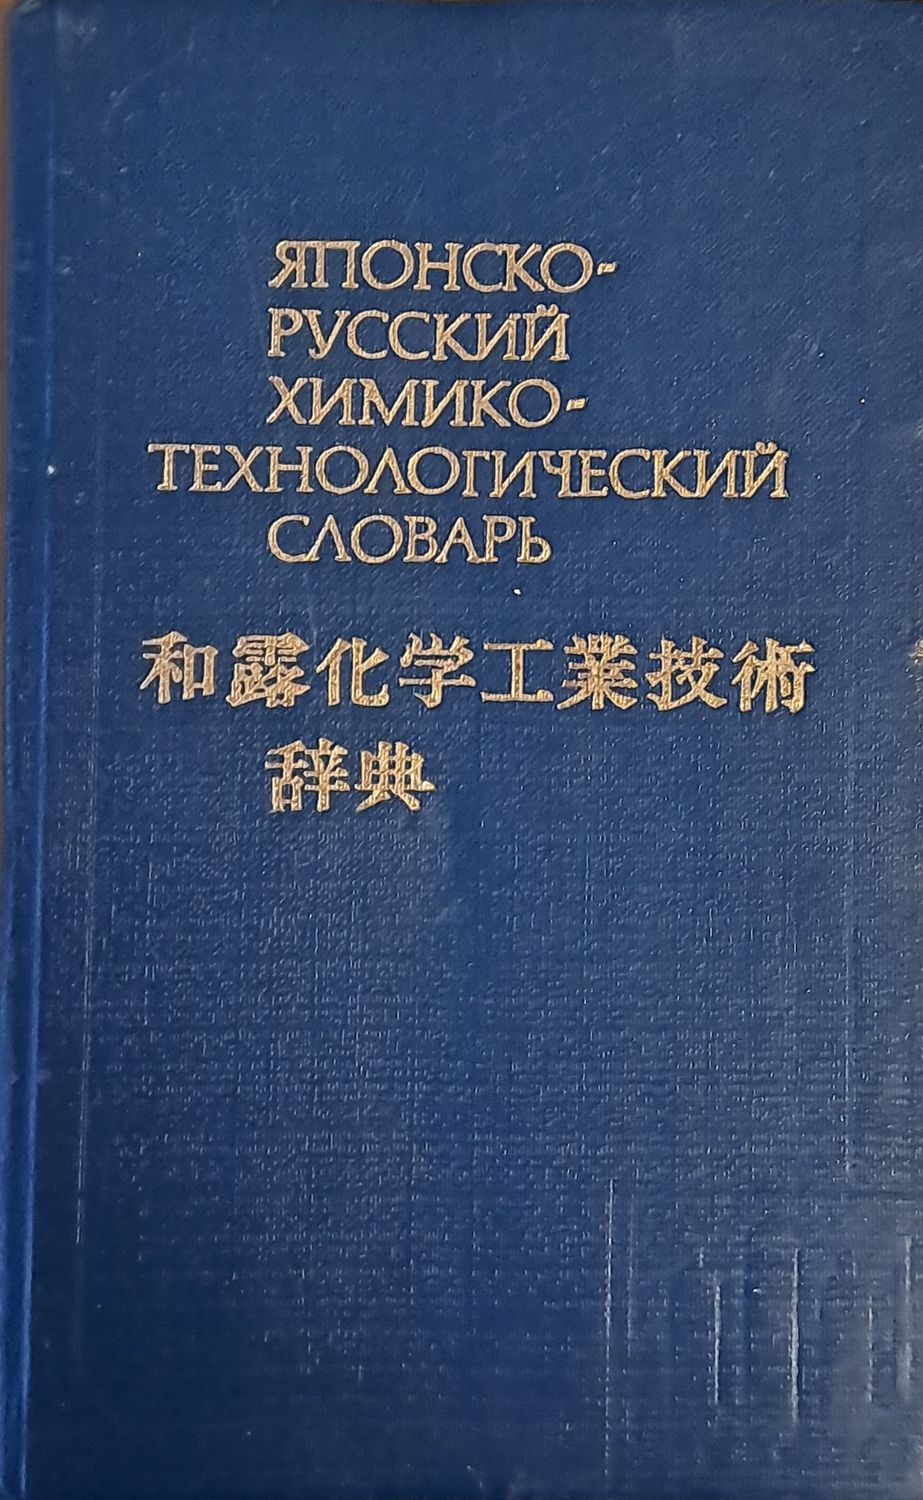 ЯПОНСКО-
РУССКИЙ
ХИМИКО-
ТЕХНОЛОГИЧЕСКИЙ
СЛОВАРЬ
和露化学工業技術
辞典